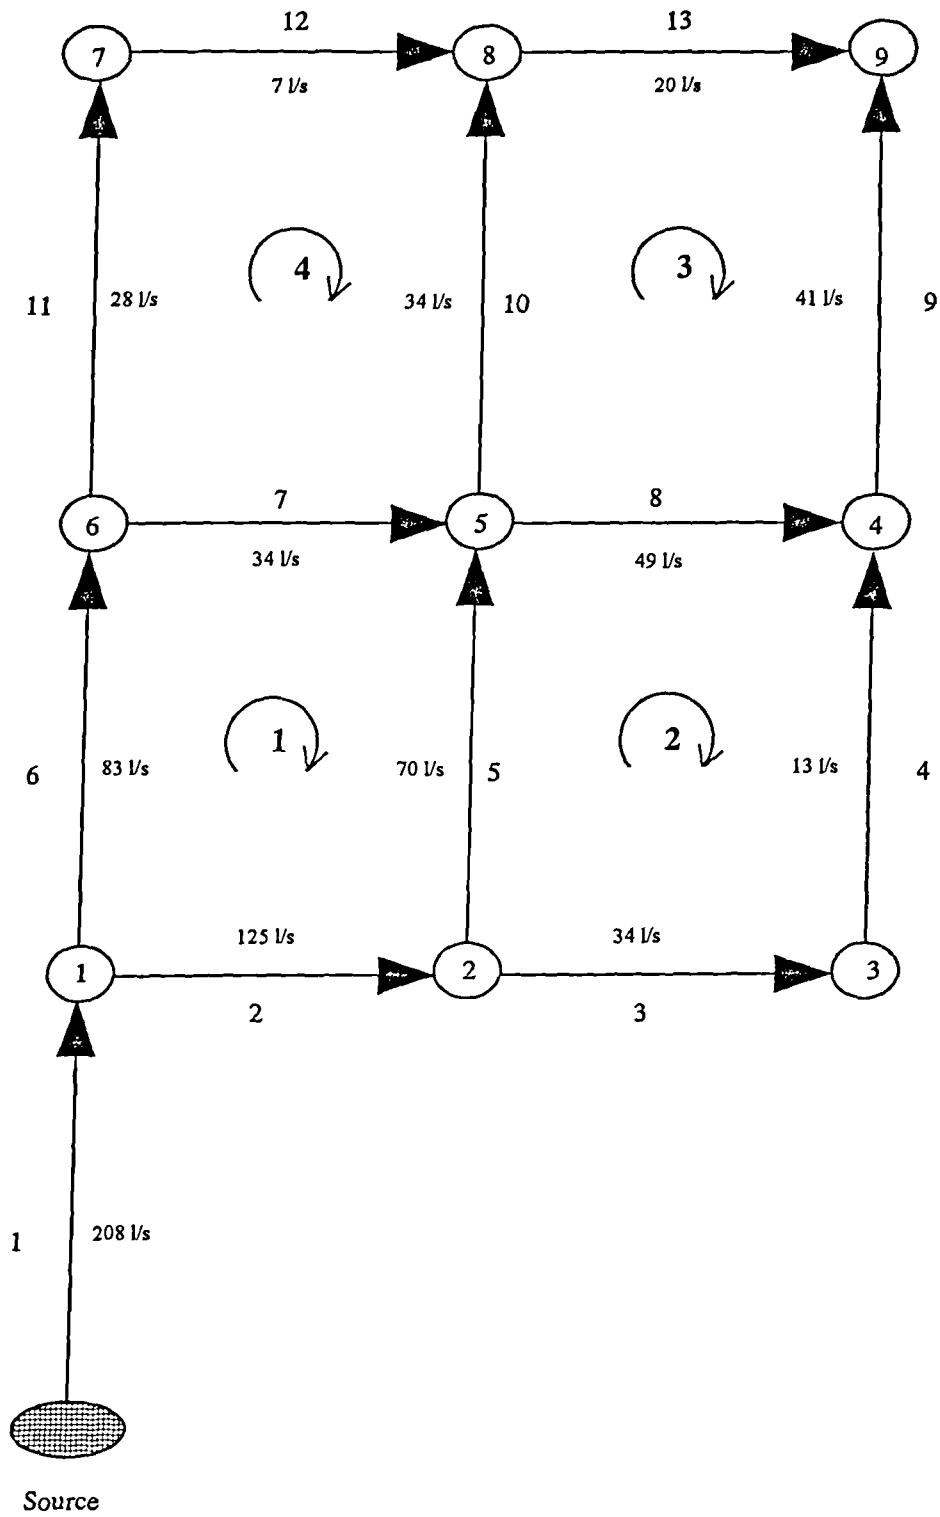 12 13
7 8 9
7 l/s 20 l/s
4 3
11 28 l/s 34 l/s 10 41 l/s 9
7 8
6 5 4
34 l/s 49 l/s
1 2
6 83 l/s 70 l/s 5 13 l/s 4
125 l/s 34 l/s
1 2 3
2 3
1 208 l/s
Source